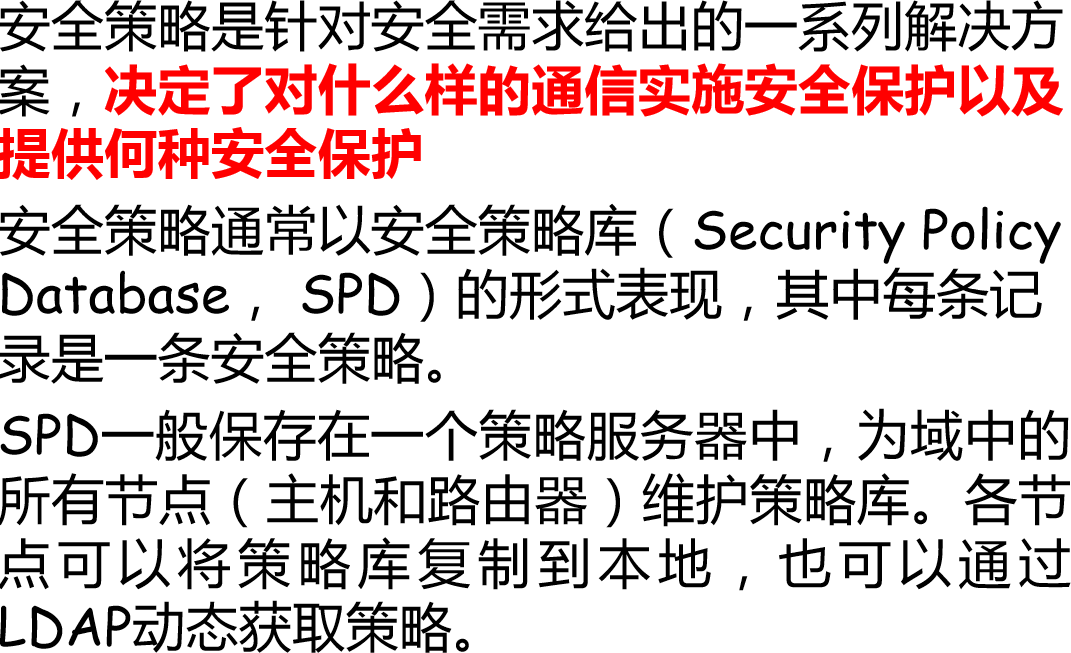 安全策略是针对安全需求给出的一系列解决方
案，决定了对什么样的通信实施安全保护以及
提供何种安全保护
安全策略通常以安全策略库（Security Policy
Database， SPD）的形式表现，其中每条记
录是一条安全策略。
SPD一般保存在一个策略服务器中，为域中的
所有节点（主机和路由器）维护策略库。各节
点可以将策略库复制到本地，也可以通过
LDAP动态获取策略。